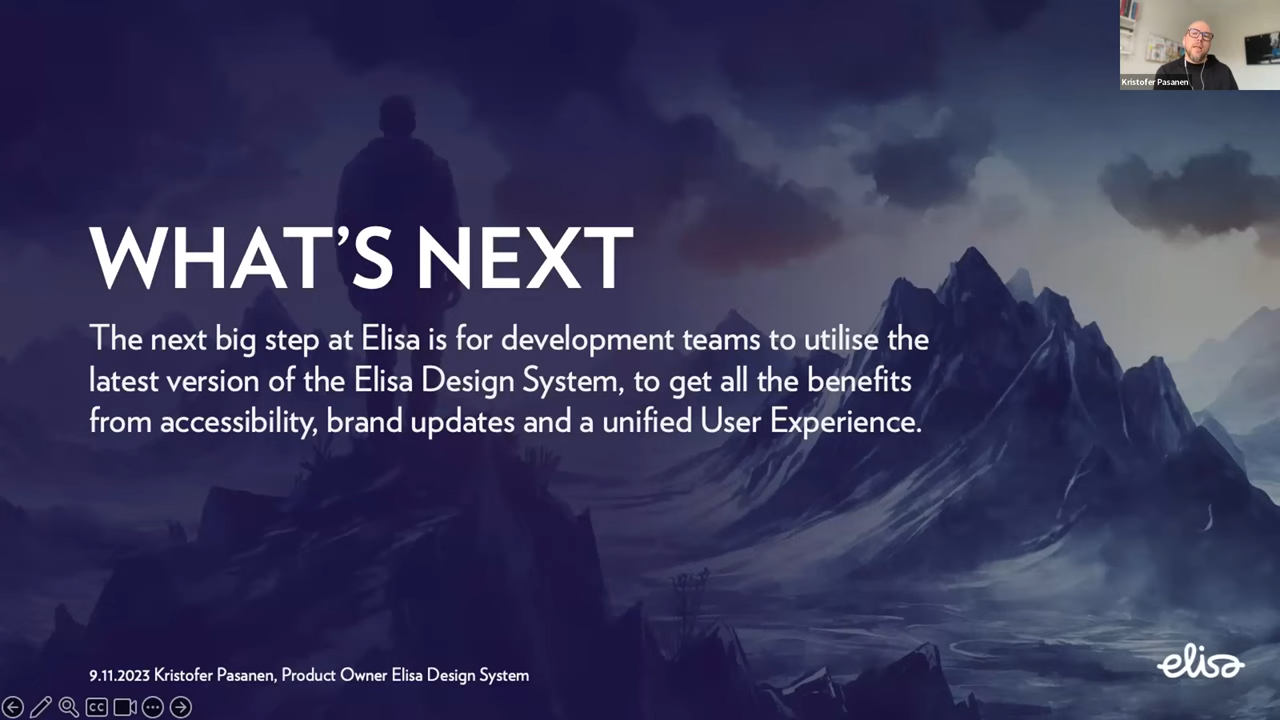 Kristofer Pasanen
WHAT'S NEXT
The next big step at Elisa is for development teams to utilise the
latest version of the Elisa Design System, to get all the benefits
from accessibility, brand updates and a unified User Experience.
9.11.2023 Kristofer Pasanen, Product Owner Elisa Design System
elisa
CC